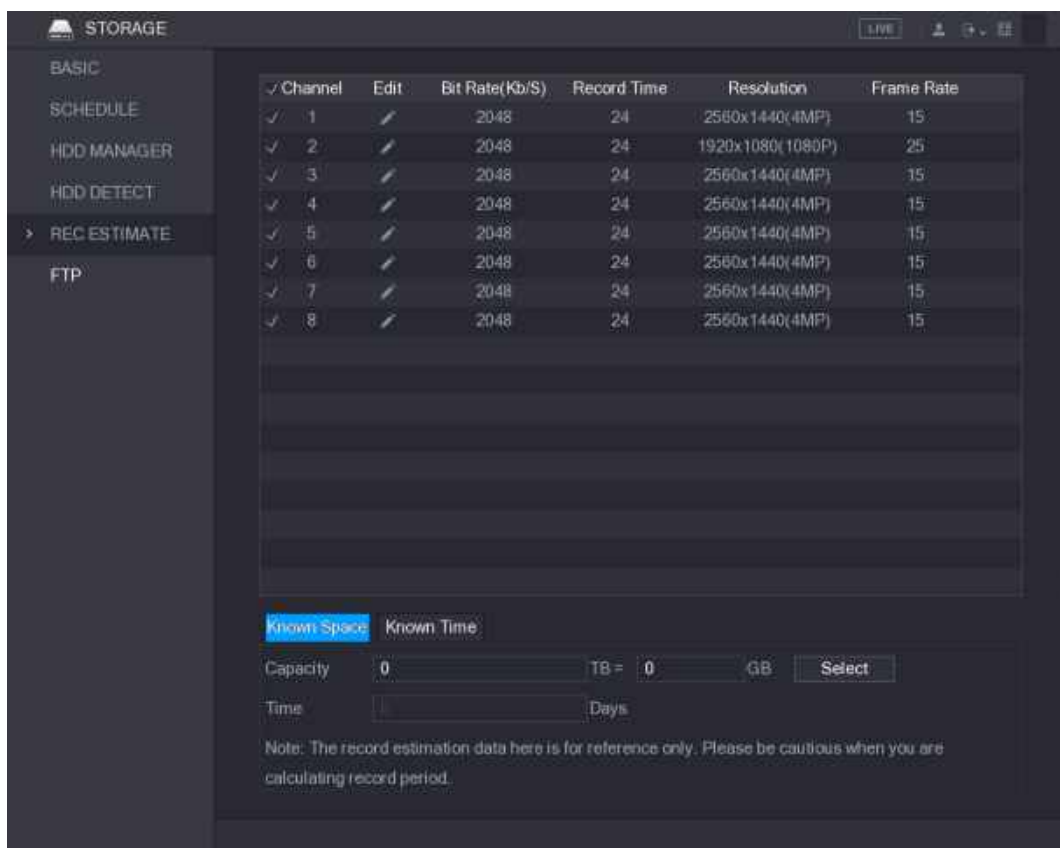 STORAGE
LIVE
BASIC
SCHEDULE
HDD MANAGER
HDD DETECT
REC ESTIMATE
FTP
Channel Edit Bit Rate(Kb/S) Record Time Resolution Frame Rate
1 2048 24 2560x1440(4MP) 15
2 2048 24 1920x1080(1080P) 25
3 2048 24 2560x1440(4MP) 15
4 2048 24 2560x1440(4MP) 15
5 2048 24 2560x1440(4MP) 15
6 2048 24 2560x1440(4MP) 15
7 2048 24 2560x1440(4MP) 15
8 2048 24 2560x1440(4MP) 15
Known Space Known Time
Capacity 0 TB = 0 GB Select
Time Days
Note: The record estimation data here is for reference only. Please be cautious when you are
calculating record period.